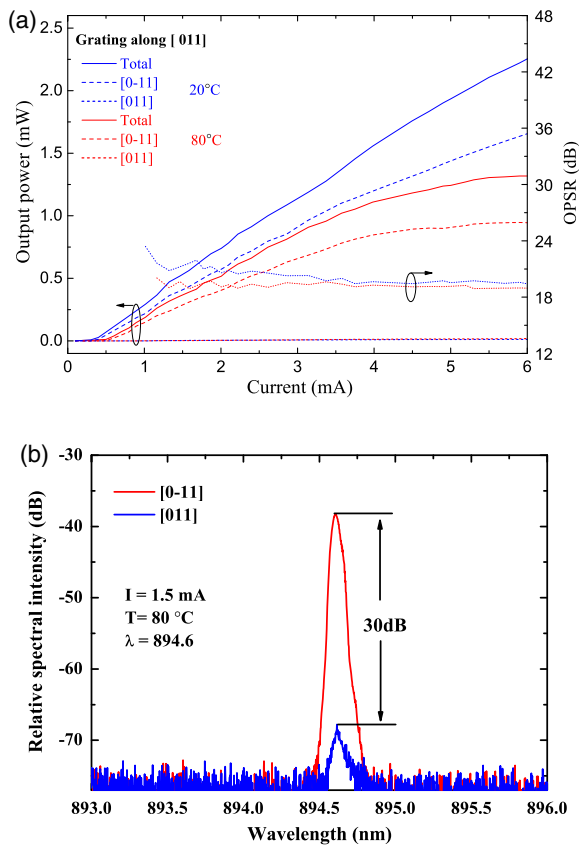 (a)
Grating along [ 011]
Total
[0-11]
20°C
[011]
Total
[0-11]
80°C
[011]
Output power (mW)
2.5
2.0
1.5
1.0
0.5
0.0
0
1
2
3
4
5
6
Current (mA)
48
42
36
30
24
18
12
OPSR (dB)
(b)
[0-11]
[011]
I = 1.5 mA
T= 80 °C
λ = 894.6
30dB
Relative spectral intensity (dB)
-30
-40
-50
-60
-70
893.0
893.5
894.0
894.5
895.0
895.5
896.0
Wavelength (nm)